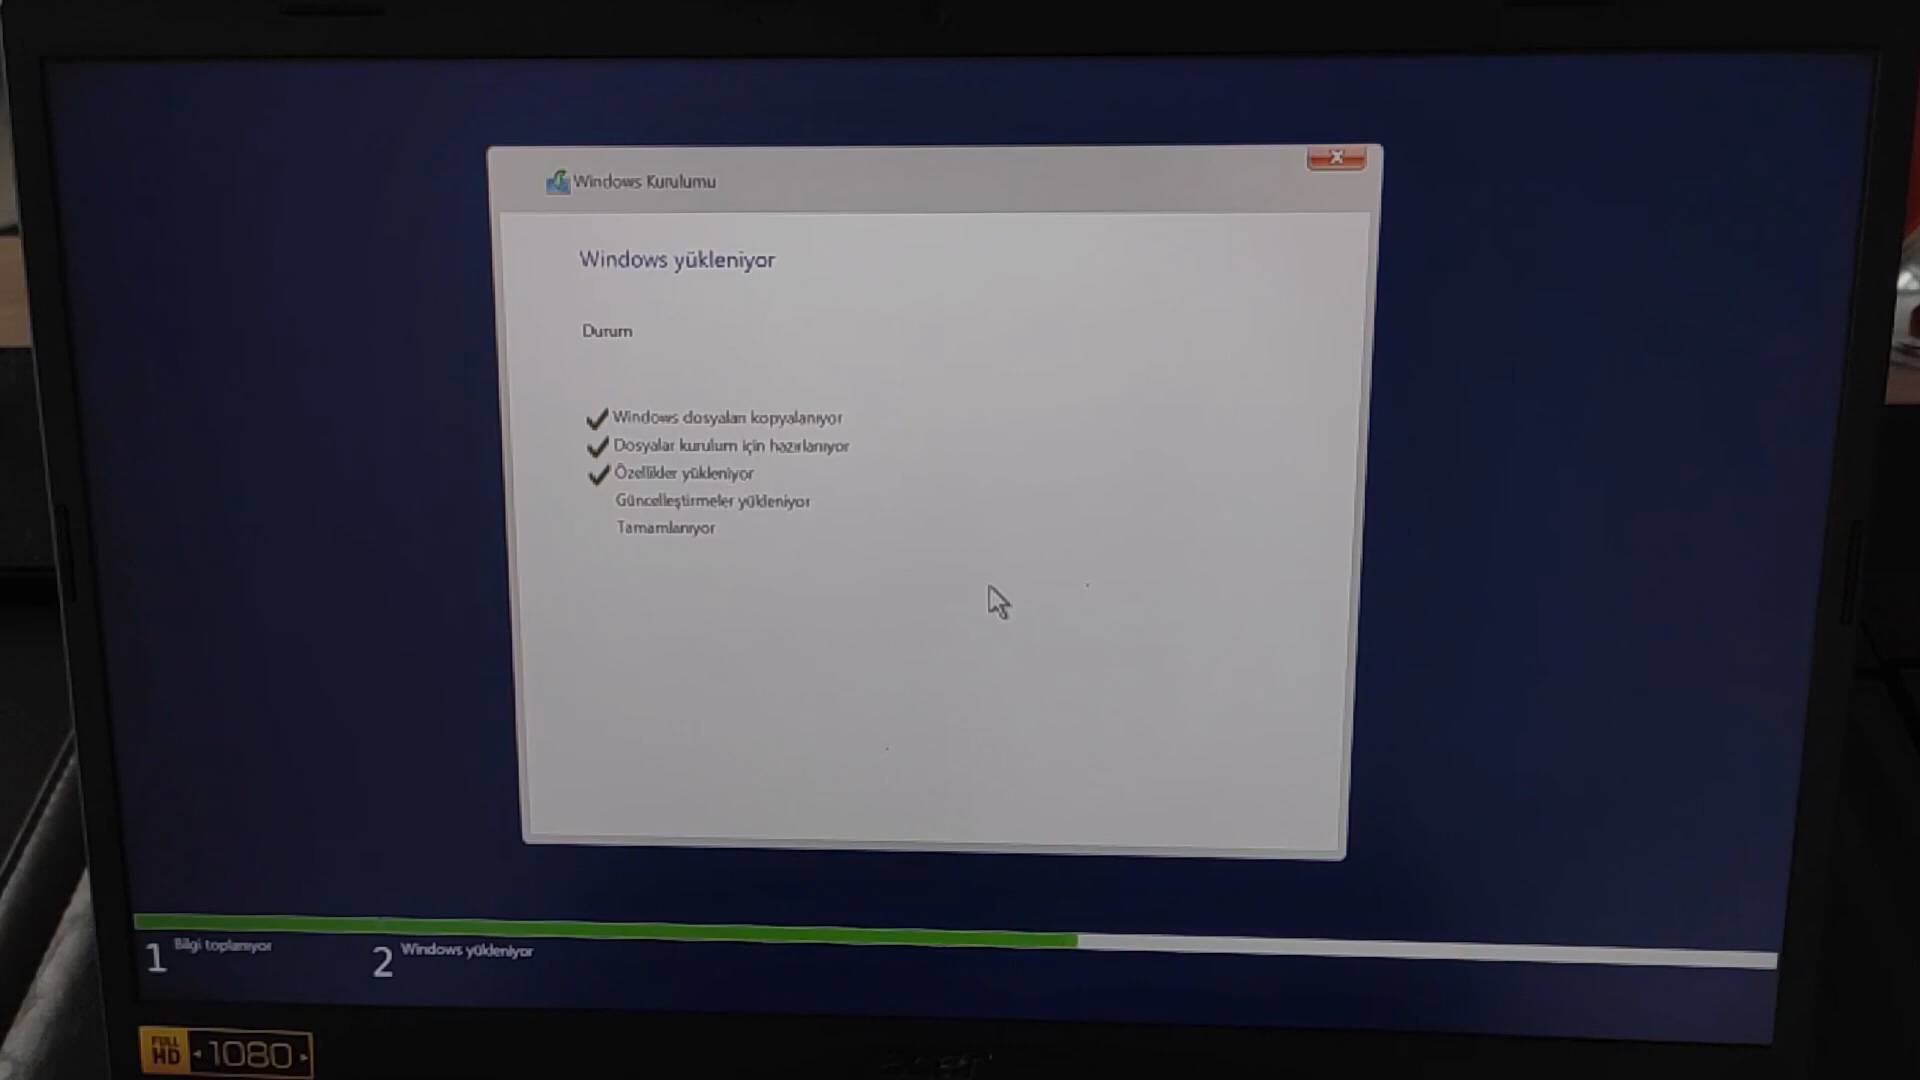 Windows Kurulumu
Windows yükleniyor
Durum
Windows dosyaları kopyalanıyor
Dosyalar kurulum için hazırlanıyor
Özellikler yükleniyor
Güncelleştirmeler yükleniyor
Tamamlanıyor
1 Bilgi toplanıyor
2 Windows yükleniyor
FULL HD 1080
acer